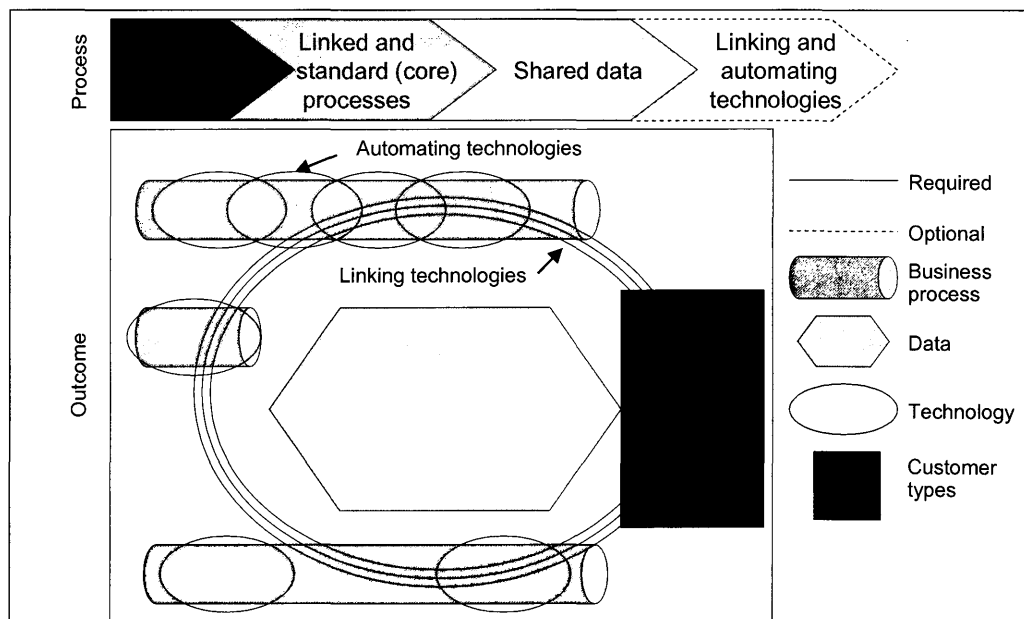 Process
Linked and
standard (core)
processes
Shared data
Linking and
automating
technologies
Outcome
Automating technologies
Linking technologies
Required
Optional
Business
process
Data
Technology
Customer
types